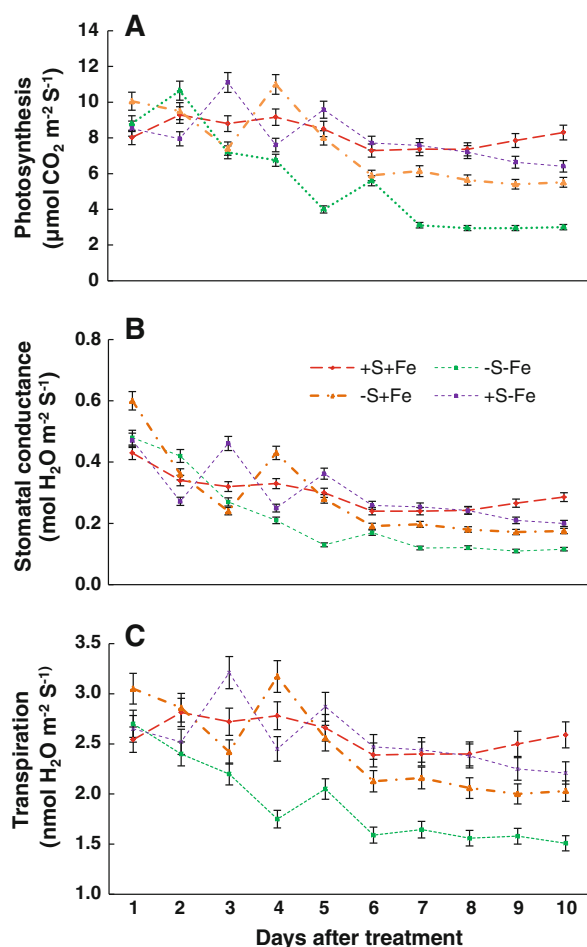 A
14
12
10
8
6
4
2
0
Photosynthesis
(µmol CO₂ m⁻² S⁻¹)
B
0.8
0.6
0.4
0.2
0.0
Stomatal conductance
(mol H₂O m⁻² S⁻¹)
+S+Fe
-S-Fe
-S+Fe
+S-Fe
C
3.5
3.0
2.5
2.0
1.5
1.0
Transpiration
(nmol H₂O m⁻² S⁻¹)
1 2 3 4 5 6 7 8 9 10
Days after treatment